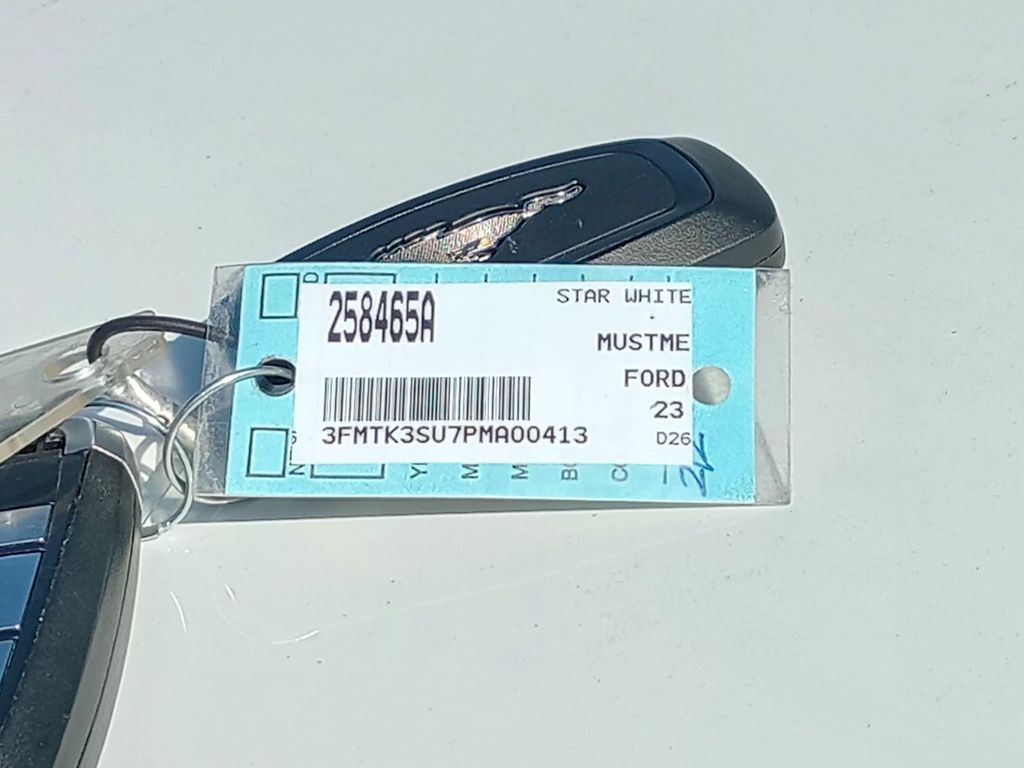 258465A
STAR WHITE
MUSTME
FORD
23
3FMTK3SU7PMA00413
D26